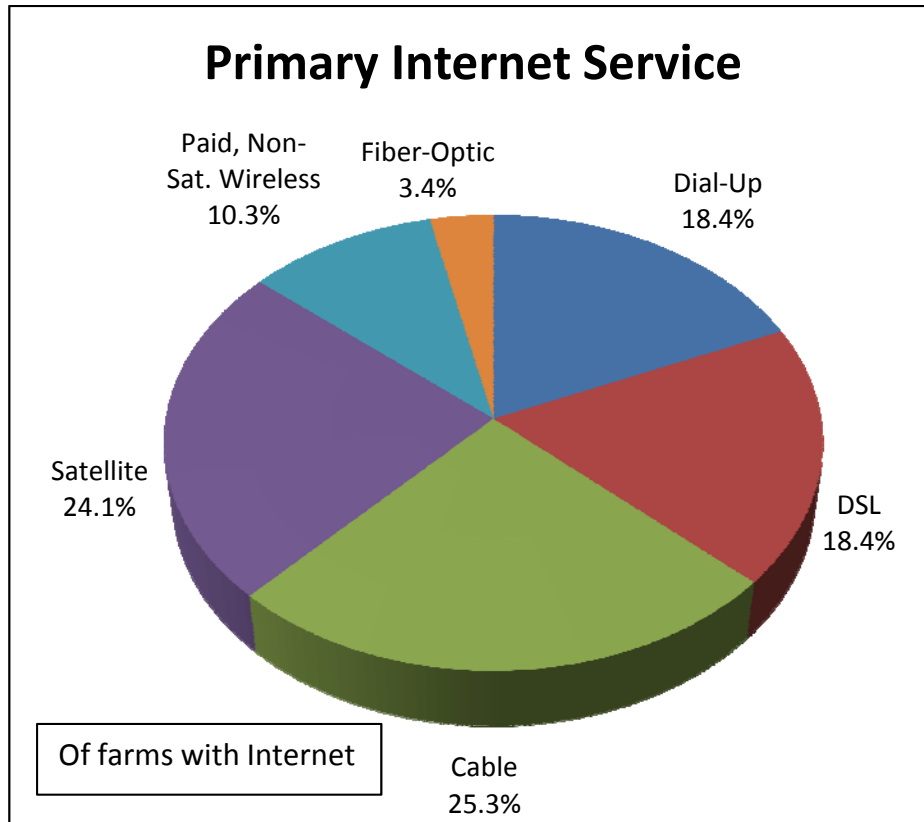 Primary Internet Service
Paid, Non-
Sat. Wireless
10.3%
Fiber-Optic
3.4%
Dial-Up
18.4%
Satellite
24.1%
DSL
18.4%
Of farms with Internet
Cable
25.3%